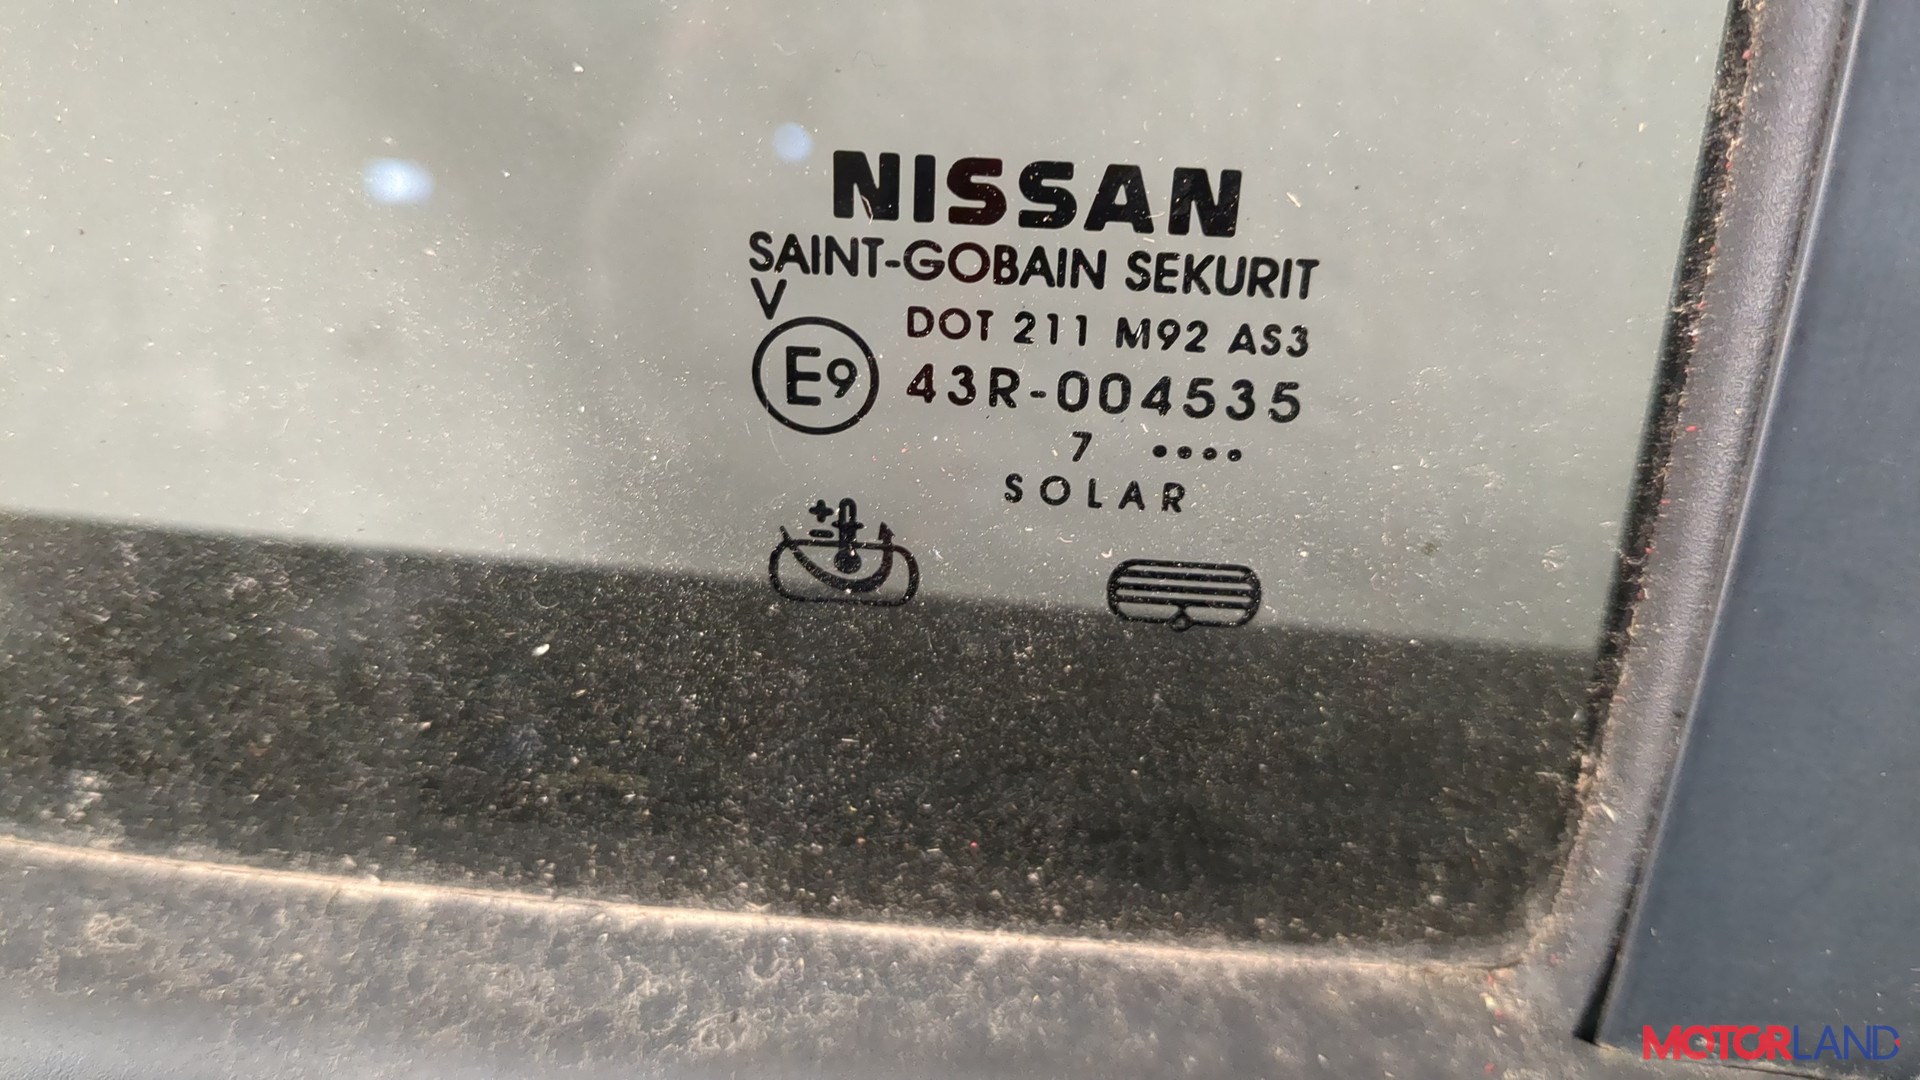 NISSAN
SAINT-GOBAIN SEKURIT
V
DOT 211 M92 AS3
E9 43R-004535
7 ••••
SOLAR
MOTORLAND